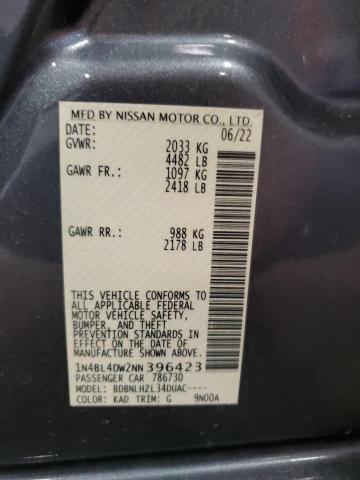 MFD BY NISSAN MOTOR CO., LTD.
DATE: 06/22
GVWR: 2033 KG
4482 LB
GAWR FR.: 1097 KG
2418 LB
GAWR RR.: 988 KG
2178 LB
THIS VEHICLE CONFORMS TO
ALL APPLICABLE FEDERAL
MOTOR VEHICLE SAFETY,
BUMPER, AND THEFT
PREVENTION STANDARDS IN
EFFECT ON THE DATE OF
MANUFACTURE SHOWN ABOVE.
1N4BL4DW2NN396423
PASSENGER CAR 786730
MODEL: BDBNLHZL34DUAC----
COLOR: KAD TRIM: G 9N00A